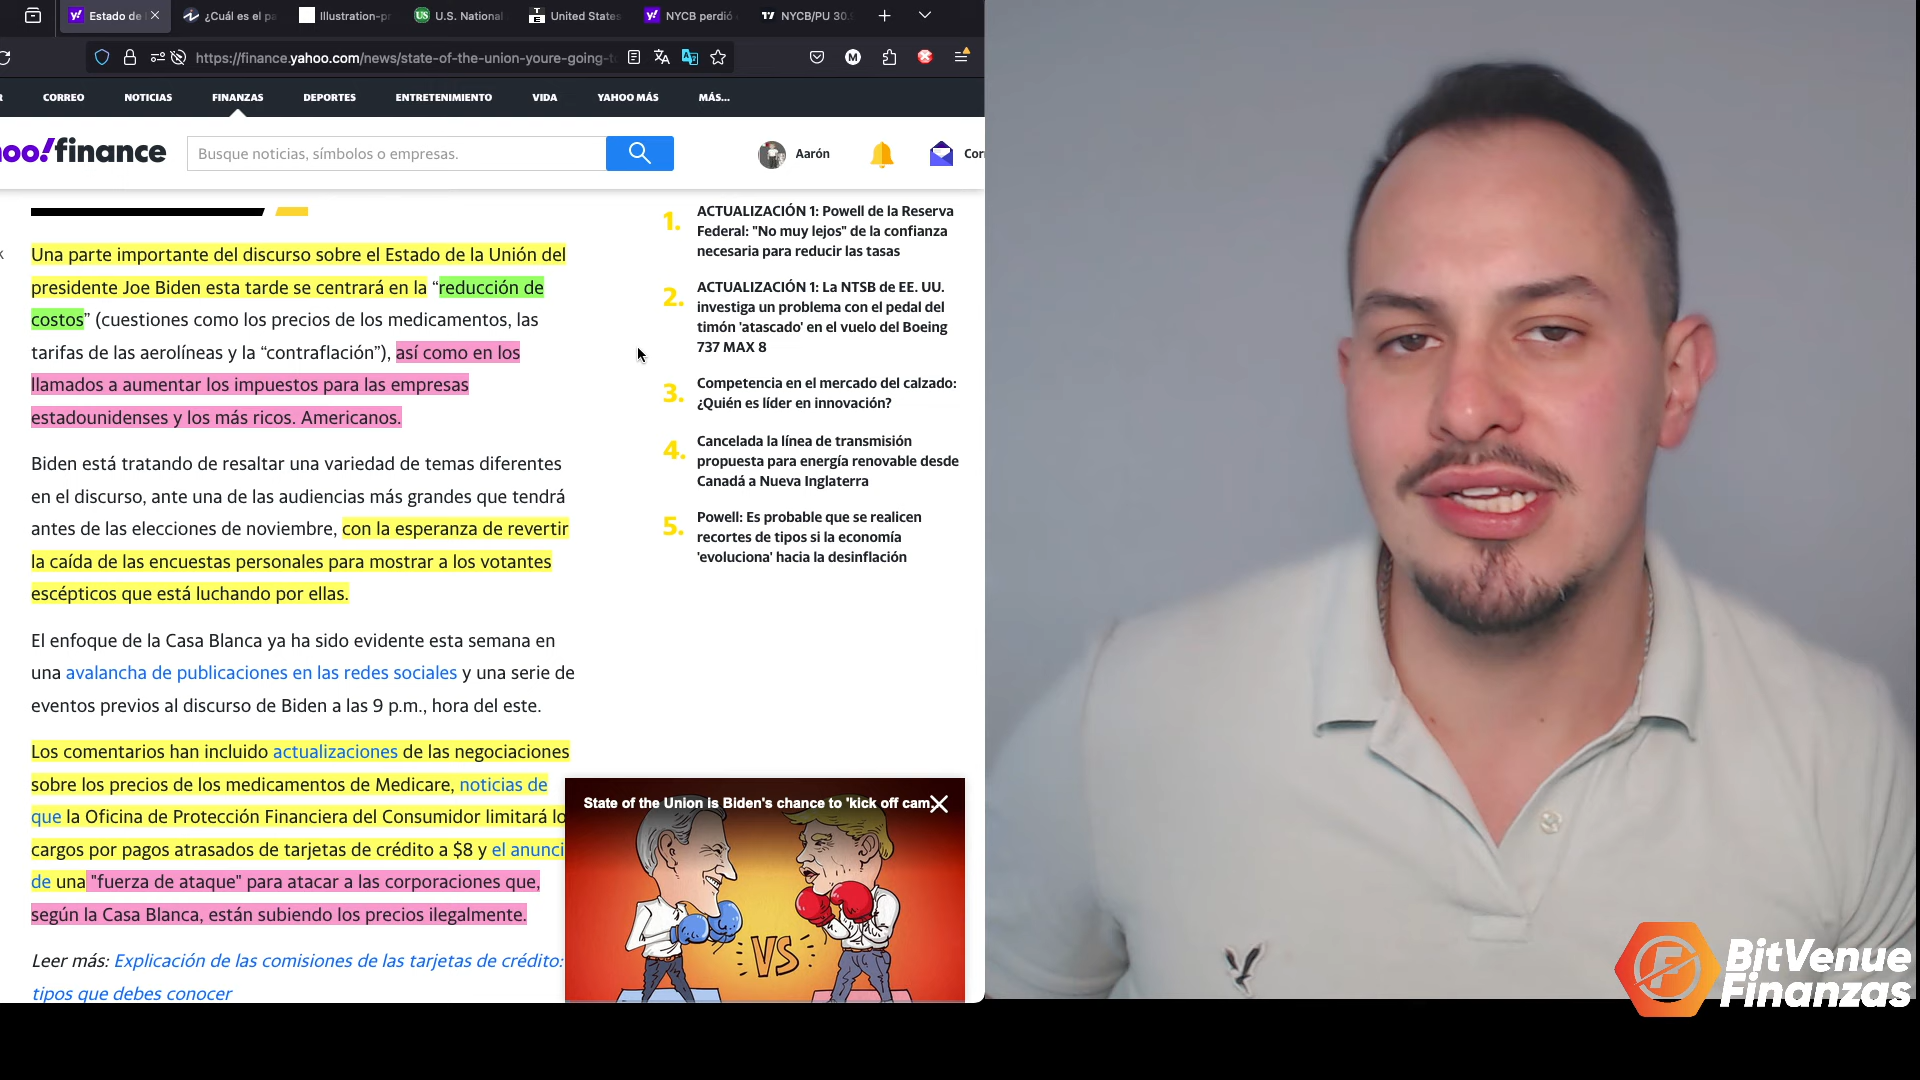 Estado de
¿Cuál es el pa
Illustration-pr
U.S. National
United States
NYCB perdió
NYCB/PU 30.
https://finance.yahoo.com/news/state-of-the-union-youre-going-t
CORREO
NOTICIAS
FINANZAS
DEPORTES
ENTRETENIMIENTO
VIDA
YAHOO MÁS
MÁS...
oo!finance
Busque noticias, símbolos o empresas.
Aarón
Cor
Una parte importante del discurso sobre el Estado de la Unión del
presidente Joe Biden esta tarde se centrará en la “reducción de
costos” (cuestiones como los precios de los medicamentos, las
tarifas de las aerolíneas y la “contraflación”), así como en los
llamados a aumentar los impuestos para las empresas
estadounidenses y los más ricos. Americanos.
Biden está tratando de resaltar una variedad de temas diferentes
en el discurso, ante una de las audiencias más grandes que tendrá
antes de las elecciones de noviembre, con la esperanza de revertir
la caída de las encuestas personales para mostrar a los votantes
escépticos que está luchando por ellas.
El enfoque de la Casa Blanca ya ha sido evidente esta semana en
una avalancha de publicaciones en las redes sociales y una serie de
eventos previos al discurso de Biden a las 9 p.m., hora del este.
Los comentarios han incluido actualizaciones de las negociaciones
sobre los precios de los medicamentos de Medicare, noticias de
que la Oficina de Protección Financiera del Consumidor limitará lo
cargos por pagos atrasados de tarjetas de crédito a $8 y el anunci
de una "fuerza de ataque" para atacar a las corporaciones que,
según la Casa Blanca, están subiendo los precios ilegalmente.
Leer más: Explicación de las comisiones de las tarjetas de crédito:
tipos que debes conocer
1. ACTUALIZACIÓN 1: Powell de la Reserva
Federal: "No muy lejos" de la confianza
necesaria para reducir las tasas
2. ACTUALIZACIÓN 1: La NTSB de EE. UU.
investiga un problema con el pedal del
timón 'atascado' en el vuelo del Boeing
737 MAX 8
3. Competencia en el mercado del calzado:
¿Quién es líder en innovación?
4. Cancelada la línea de transmisión
propuesta para energía renovable desde
Canadá a Nueva Inglaterra
5. Powell: Es probable que se realicen
recortes de tipos si la economía
'evoluciona' hacia la desinflación
State of the Union is Biden's chance to 'kick off cam
VS
BitVenue
Finanzas